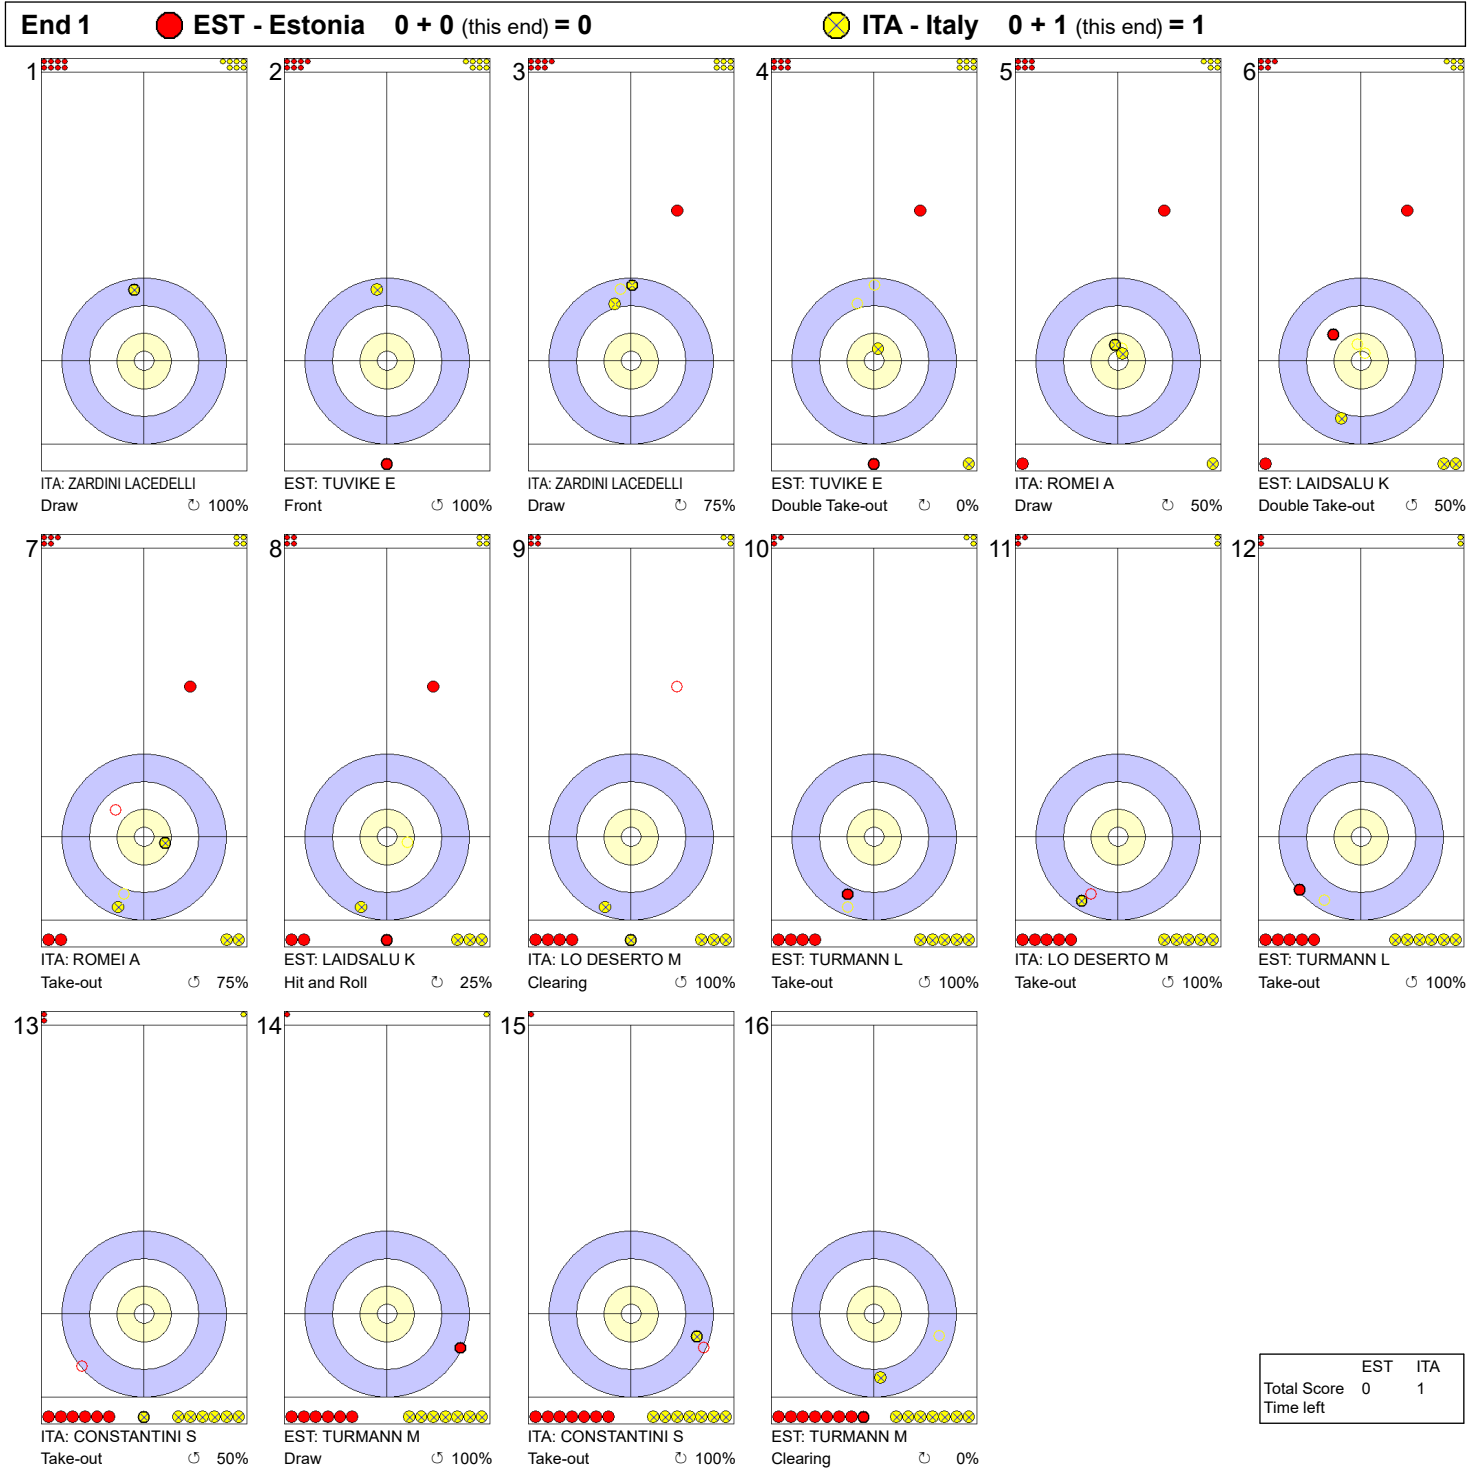 End 1 EST - Estonia 0 + 0 (this end) = 0 ITA - Italy 0 + 1 (this end) = 1
1 2 3 4 5 6
ITA: ZARDINI LACEDELLI EST: TUVIKE E ITA: ZARDINI LACEDELLI EST: TUVIKE E ITA: ROMEI A EST: LAIDSALU K
Draw ↻ 100% Front ↺ 100% Draw ↺ 75% Double Take-out ↻ 0% Draw ↻ 50% Double Take-out ↻ 50%
7 8 9 10 11 12
ITA: ROMEI A EST: LAIDSALU K ITA: LO DESERTO M EST: TURMANN L ITA: LO DESERTO M EST: TURMANN L
Take-out ↺ 75% Hit and Roll ↻ 25% Clearing ↺ 100% Take-out ↺ 100% Take-out ↺ 100% Take-out ↺ 100%
13 14 15 16
ITA: CONSTANTINI S EST: TURMANN M ITA: CONSTANTINI S EST: TURMANN M
Take-out ↺ 50% Draw ↻ 100% Take-out ↻ 100% Clearing ↻ 0%
EST ITA
Total Score 0 1
Time left